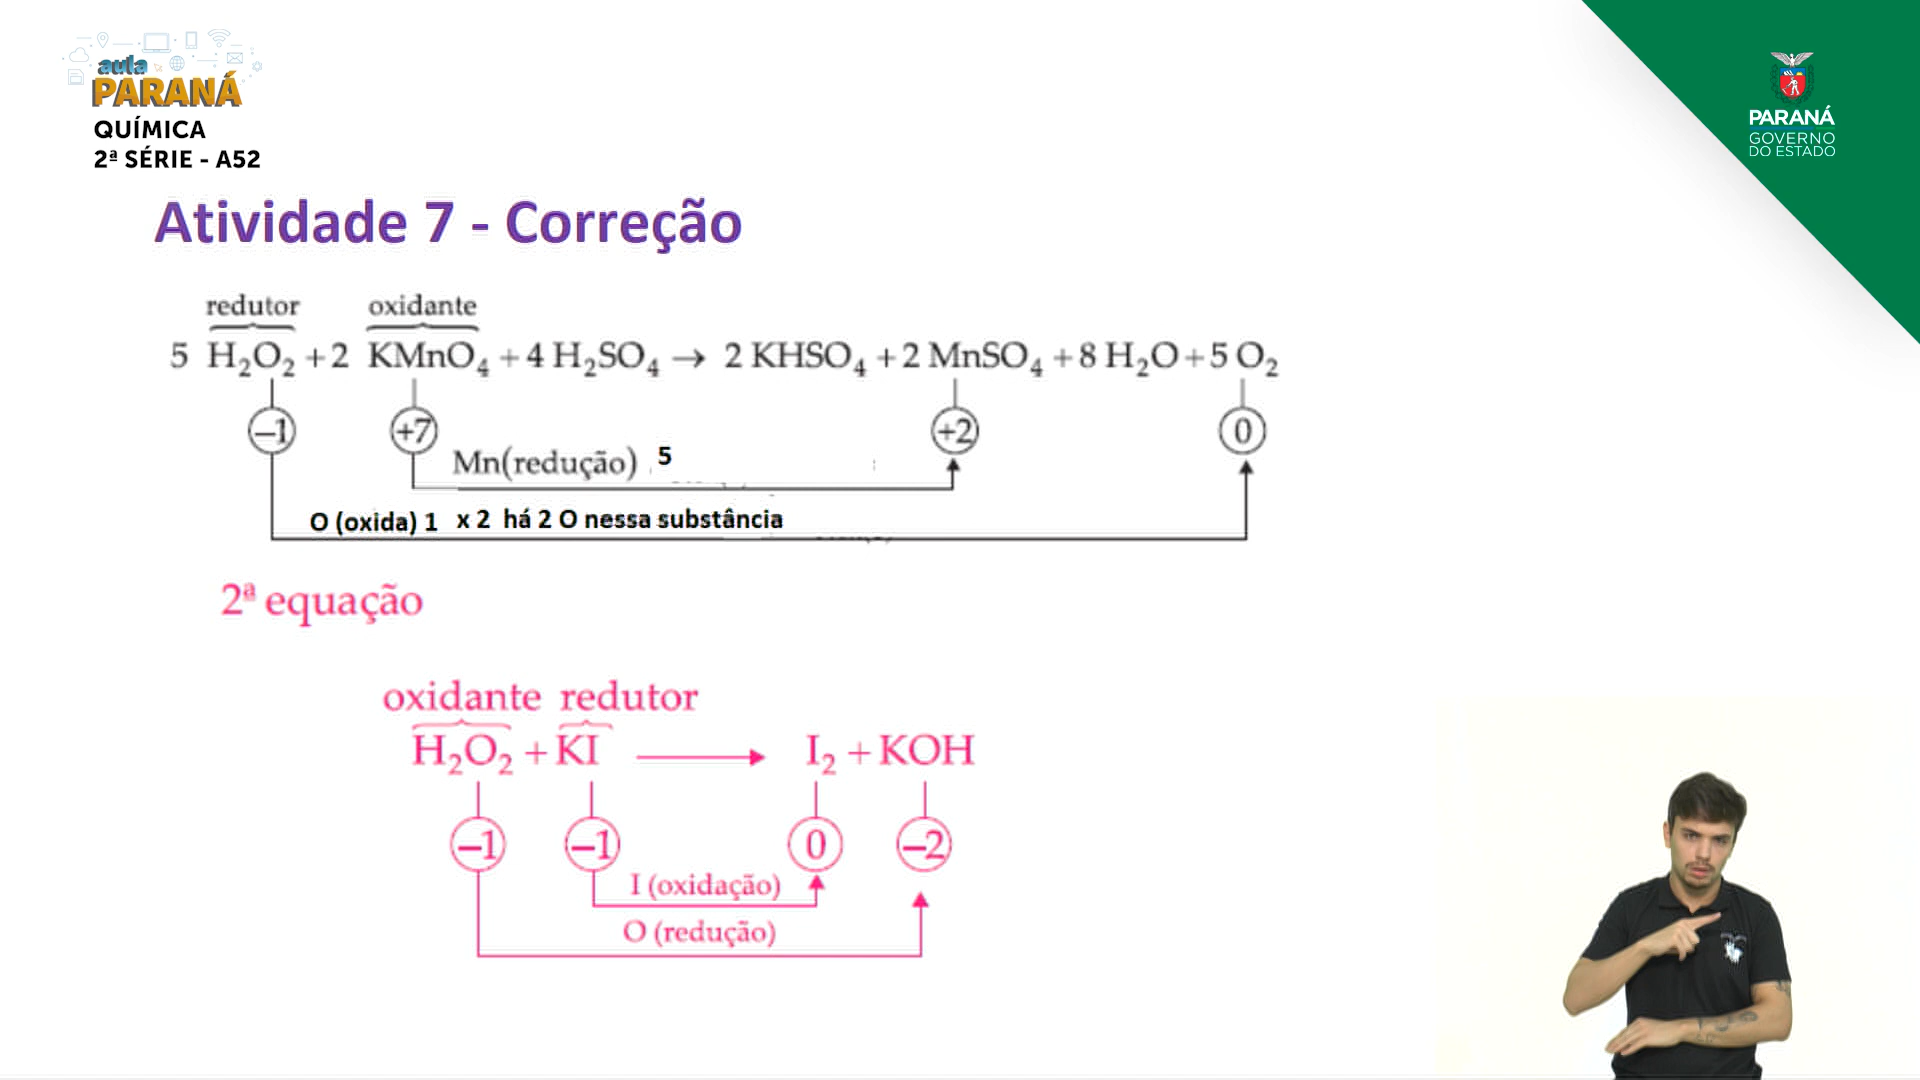 aula
PARANÁ
QUÍMICA
2ª SÉRIE - A52
PARANÁ
GOVERNO
DO ESTADO
Atividade 7 - Correção
redutor oxidante
5 H₂O₂ + 2 KMnO₄ + 4 H₂SO₄ → 2 KHSO₄ + 2 MnSO₄ + 8 H₂O + 5 O₂
–1 +7 +2 0
Mn(redução) 5
O (oxida) 1 x 2 há 2 O nessa substância
2ª equação
oxidante redutor
H₂O₂ + KI → I₂ + KOH
–1 –1 0 –2
I (oxidação)
O (redução)